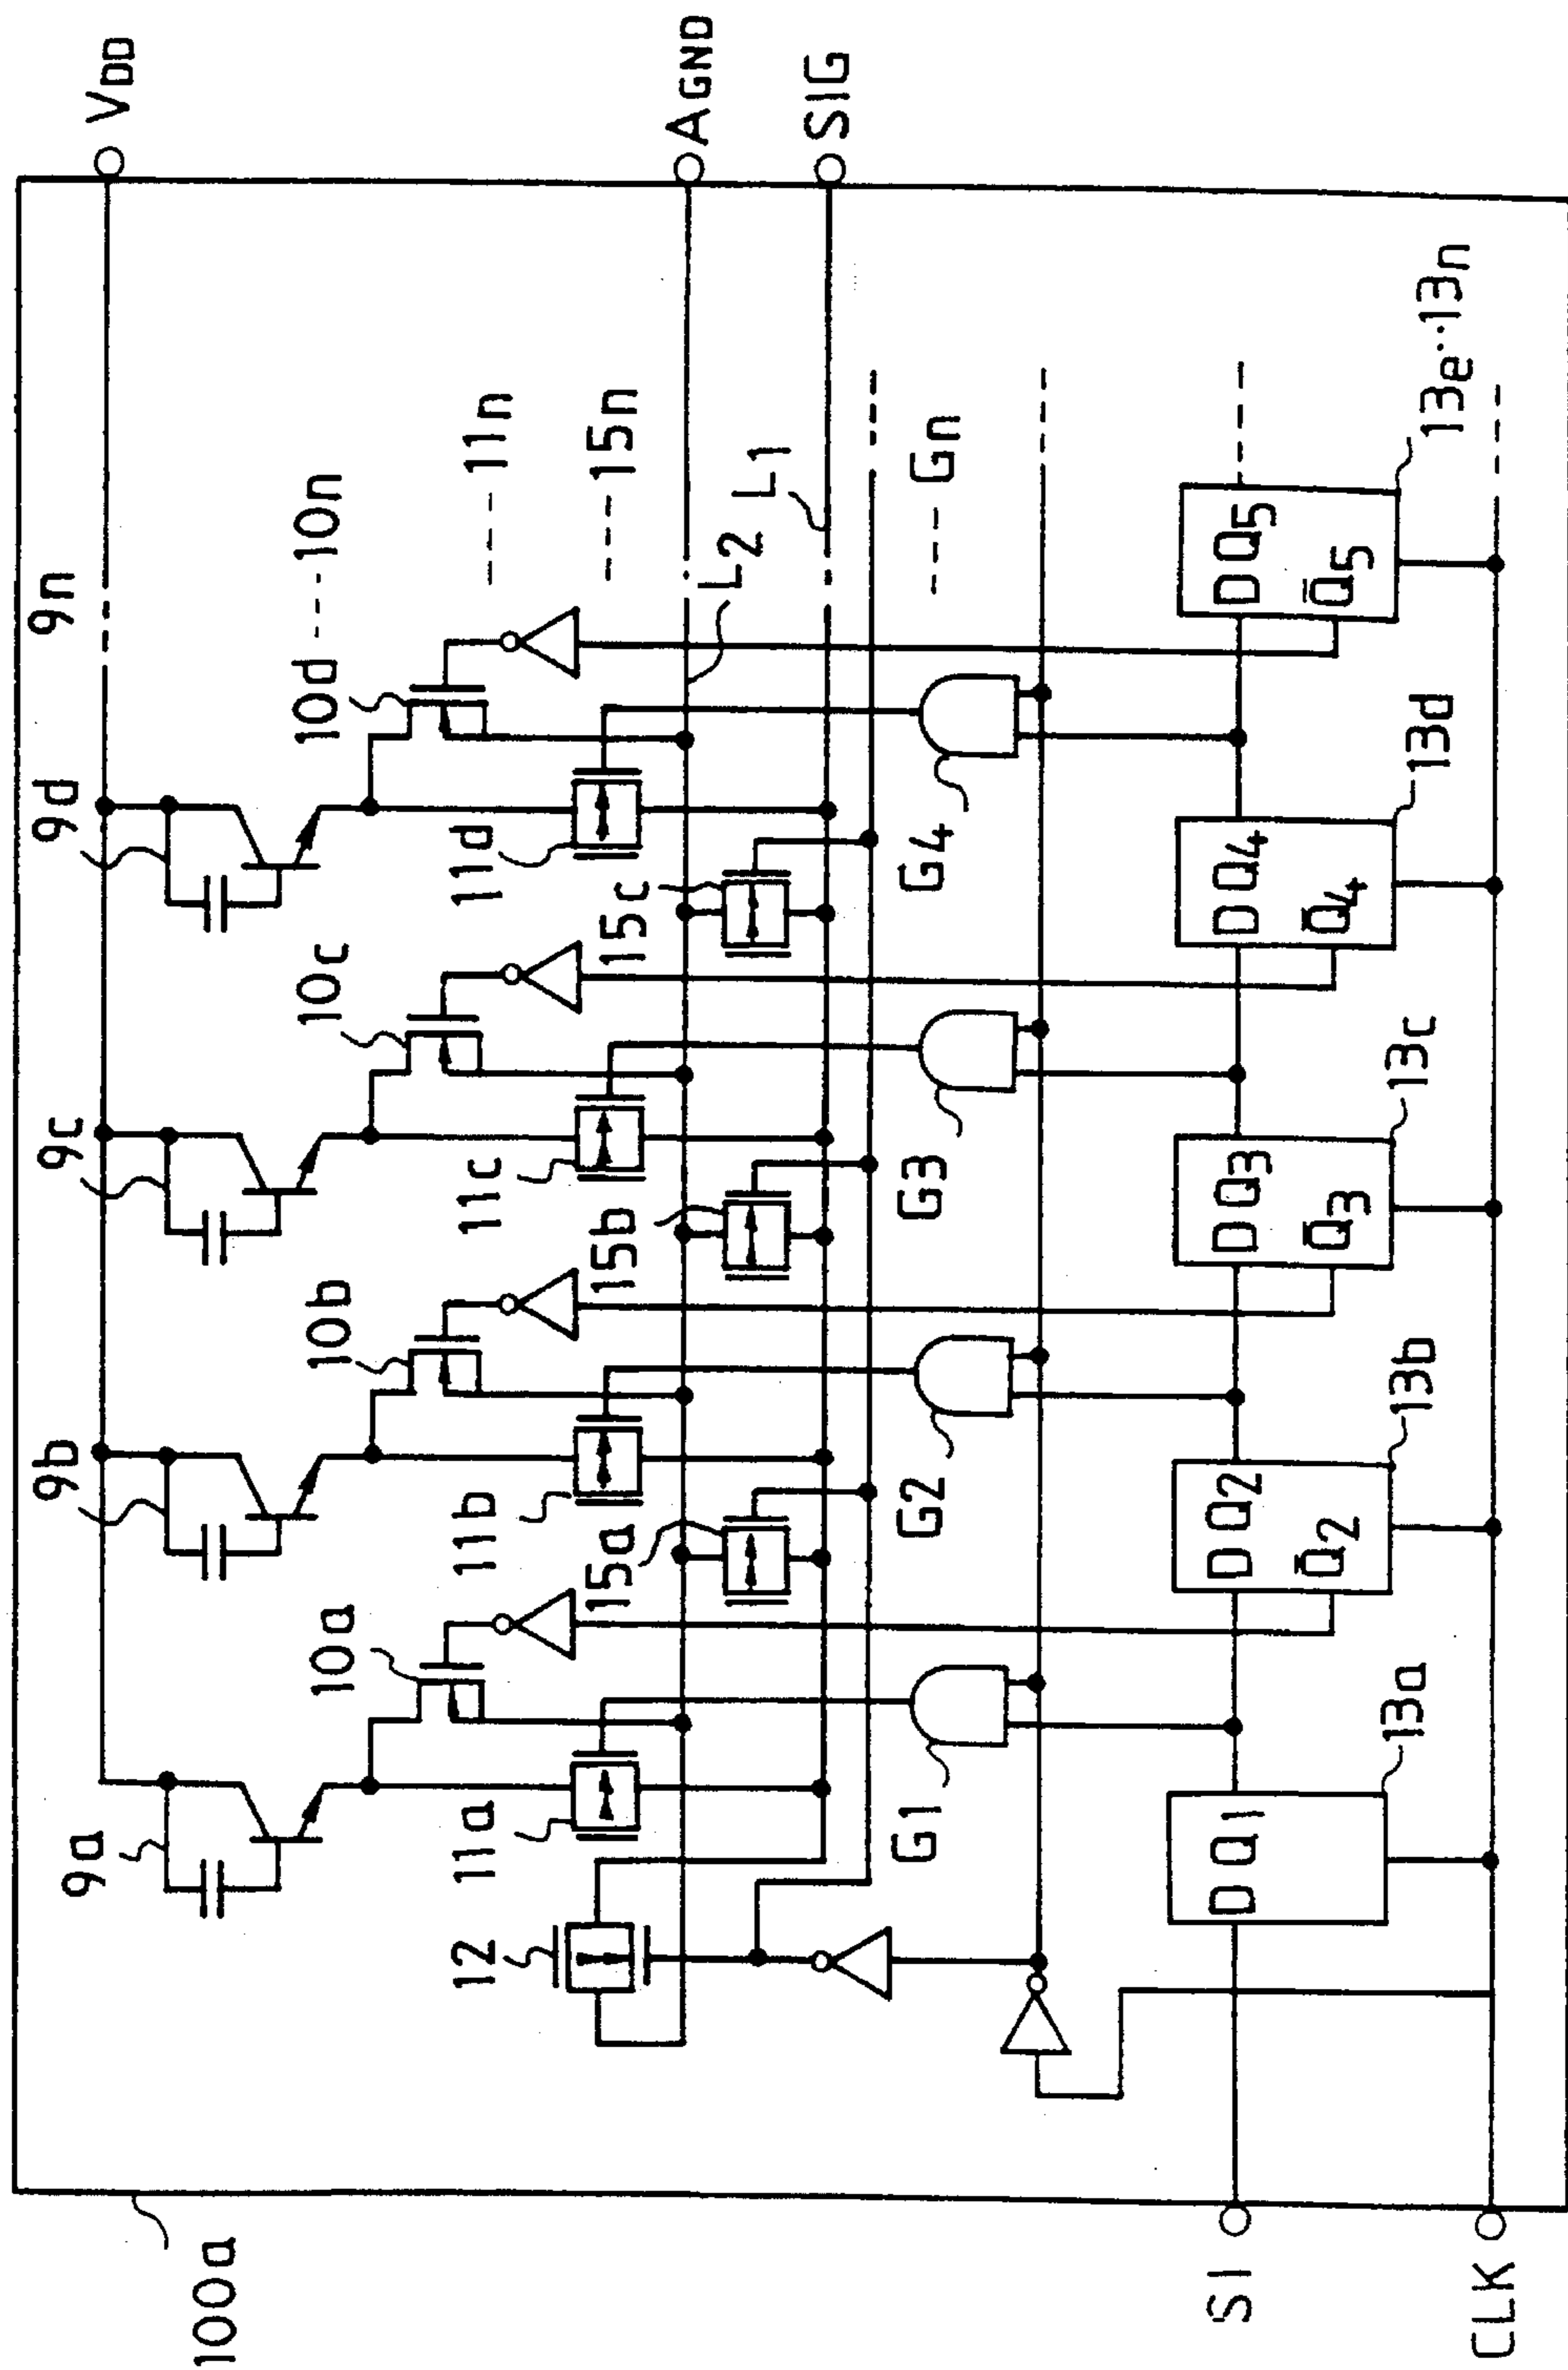 100a
9a
9b
9c
9d
9n
VDD
10a
10b
10c
10d ---- 10n
---- 11n
12
11a
11b
11c
11d
---- 15n
15a
15b
15c
L2
L1
AGND
SIG
G1
G2
G3
G4
---- Gn
D Q1
D Q2
Q̄2
D Q3
Q̄3
D Q4
Q̄4
D Q5
Q̄5
13a
13b
13c
13d
13e··13n
SI
CLK